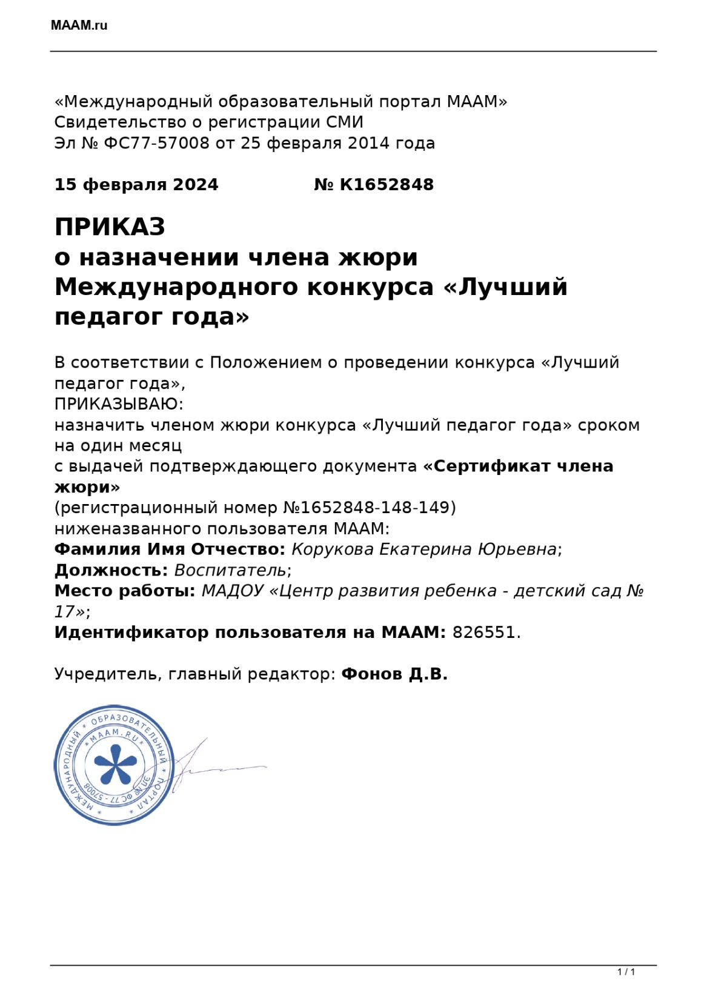 MAAM.ru
«Международный образовательный портал МААМ»
Свидетельство о регистрации СМИ
Эл № ФС77-57008 от 25 февраля 2014 года
15 февраля 2024 № К1652848
ПРИКАЗ
о назначении члена жюри
Международного конкурса «Лучший
педагог года»
В соответствии с Положением о проведении конкурса «Лучший
педагог года»,
ПРИКАЗЫВАЮ:
назначить членом жюри конкурса «Лучший педагог года» сроком
на один месяц
с выдачей подтверждающего документа «Сертификат члена
жюри»
(регистрационный номер №1652848-148-149)
ниженазванного пользователя МААМ:
Фамилия Имя Отчество: Корукова Екатерина Юрьевна;
Должность: Воспитатель;
Место работы: МАДОУ «Центр развития ребенка - детский сад №
17»;
Идентификатор пользователя на МААМ: 826551.
Учредитель, главный редактор: Фонов Д.В.
* МЕЖДУНАРОДНЫЙ * ОБРАЗОВАТЕЛЬНЫЙ * ПОРТАЛ *
* MAAM.RU *
ЭЛ № ФС 77 - 57008
1 / 1